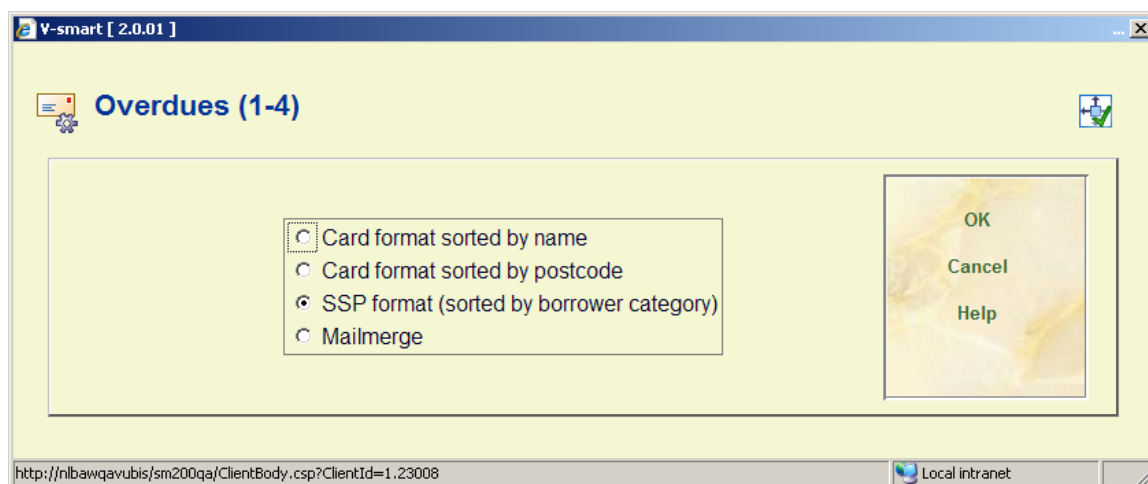 V-smart [ 2.0.01 ]
...
Overdues (1-4)
Card format sorted by name
Card format sorted by postcode
SSP format (sorted by borrower category)
Mailmerge
OK
Cancel
Help
http://nlbawqavubis/sm200qa/ClientBody.csp?ClientId=1.23008
Local intranet